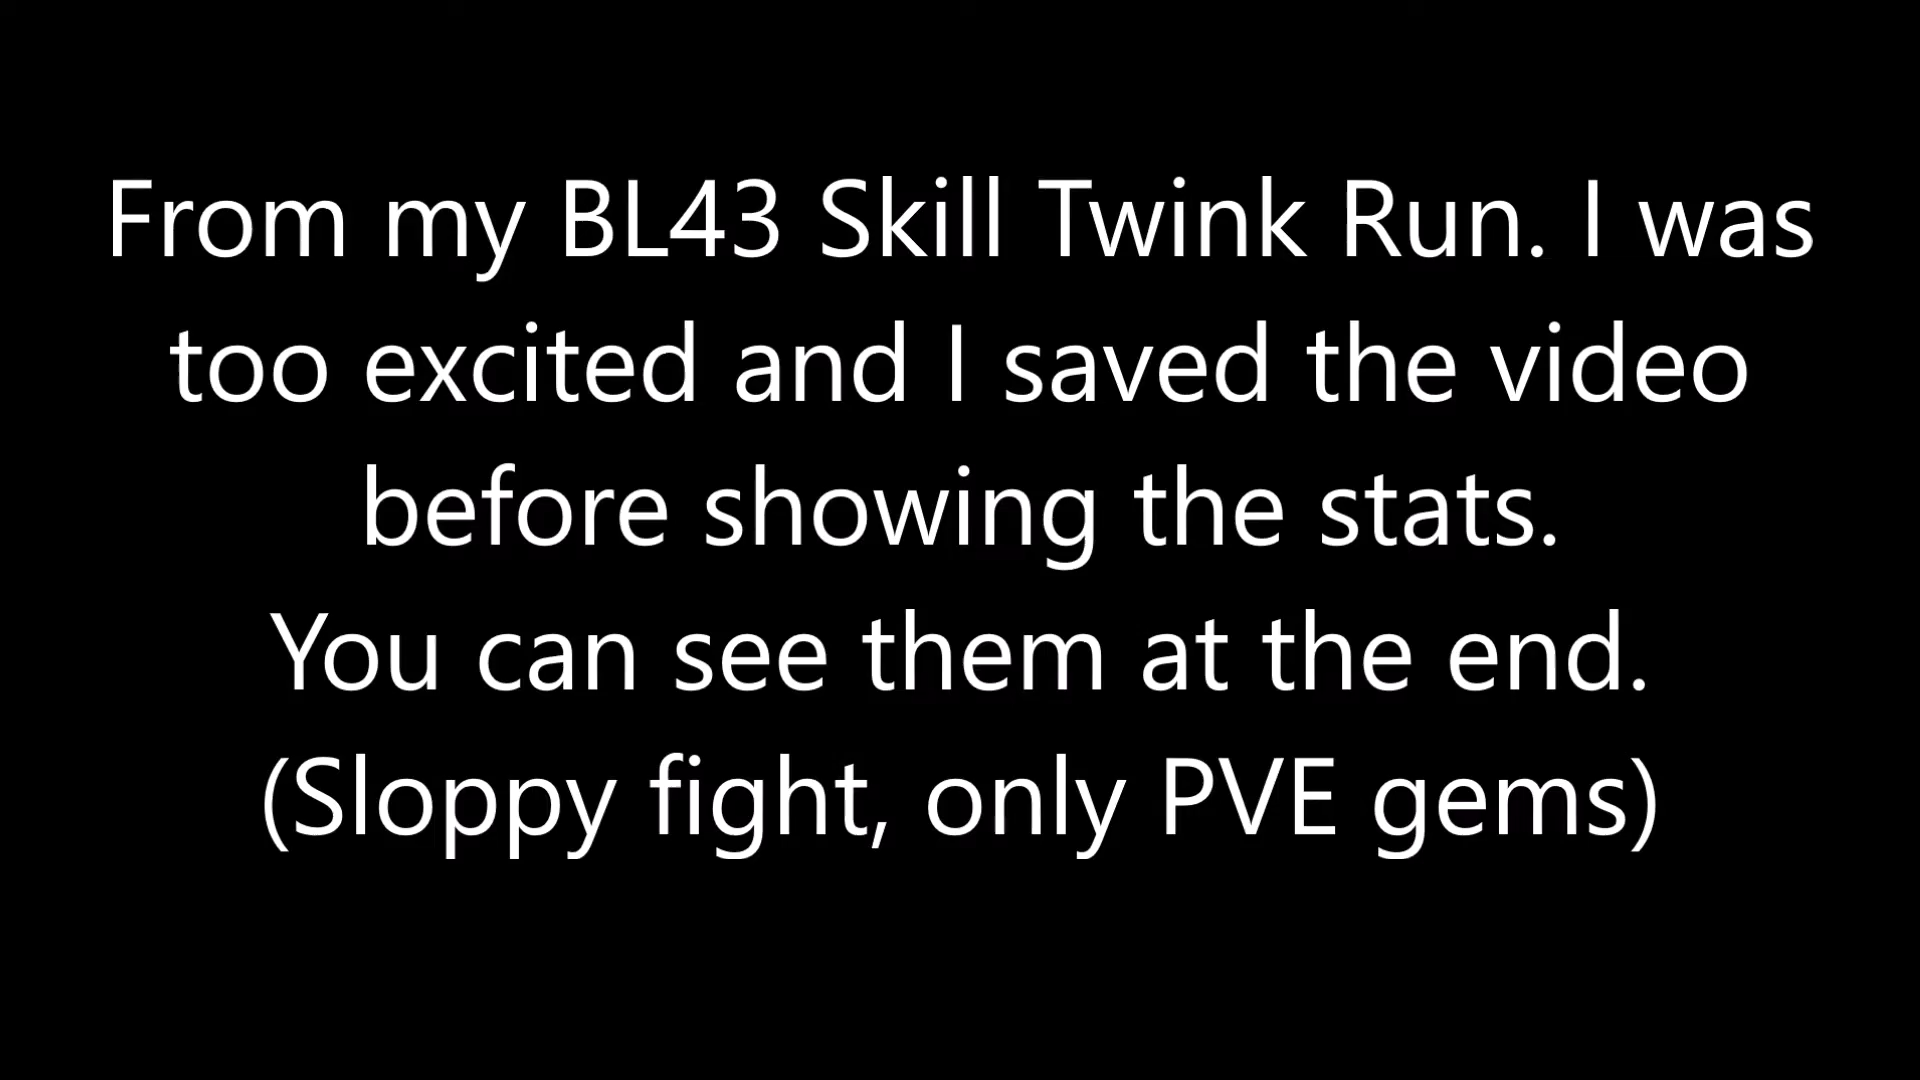 From my BL43 Skill Twink Run. I was
too excited and I saved the video
before showing the stats.
You can see them at the end.
(Sloppy fight, only PVE gems)